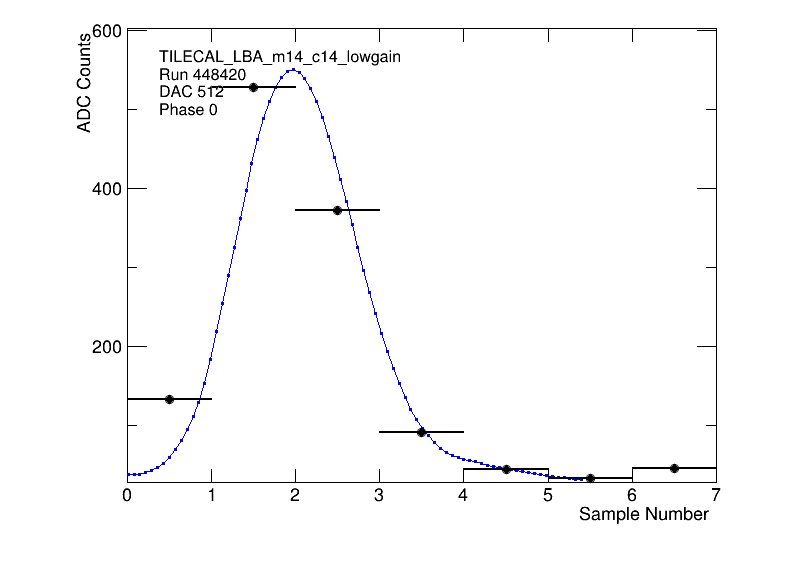 600
ADC Counts
TILECAL_LBA_m14_c14_lowgain
Run 448420
DAC 512
Phase 0
400
200
0 1 2 3 4 5 6 7
Sample Number